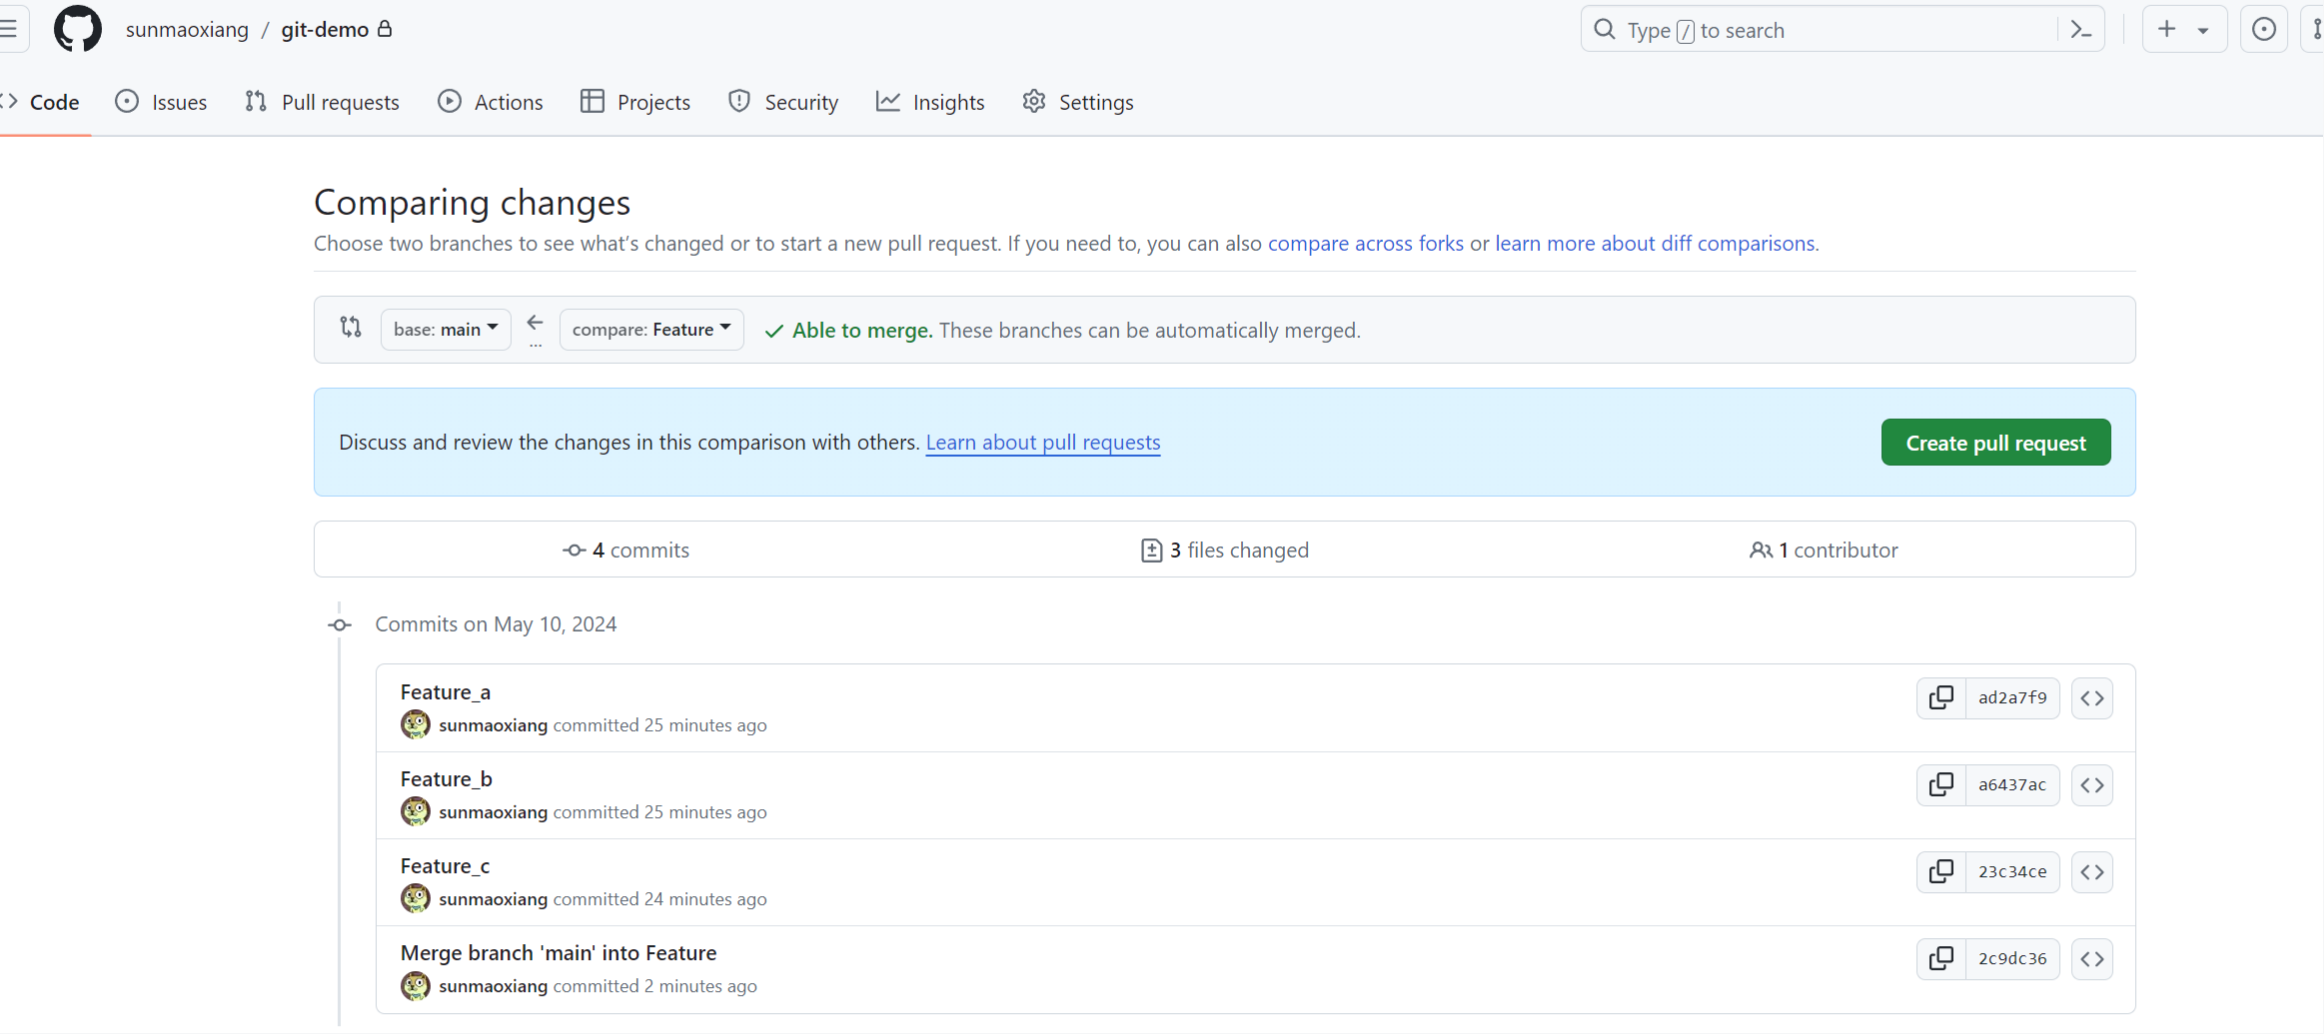 sunmaoxiang / git-demo
Type / to search
Code Issues Pull requests Actions Projects Security Insights Settings
Comparing changes
Choose two branches to see what's changed or to start a new pull request. If you need to, you can also compare across forks or learn more about diff comparisons.
base: main ← compare: Feature ✓ Able to merge. These branches can be automatically merged.
...
Discuss and review the changes in this comparison with others. Learn about pull requests
Create pull request
4 commits 3 files changed 1 contributor
Commits on May 10, 2024
Feature_a
sunmaoxiang committed 25 minutes ago
ad2a7f9
Feature_b
sunmaoxiang committed 25 minutes ago
a6437ac
Feature_c
sunmaoxiang committed 24 minutes ago
23c34ce
Merge branch 'main' into Feature
sunmaoxiang committed 2 minutes ago
2c9dc36